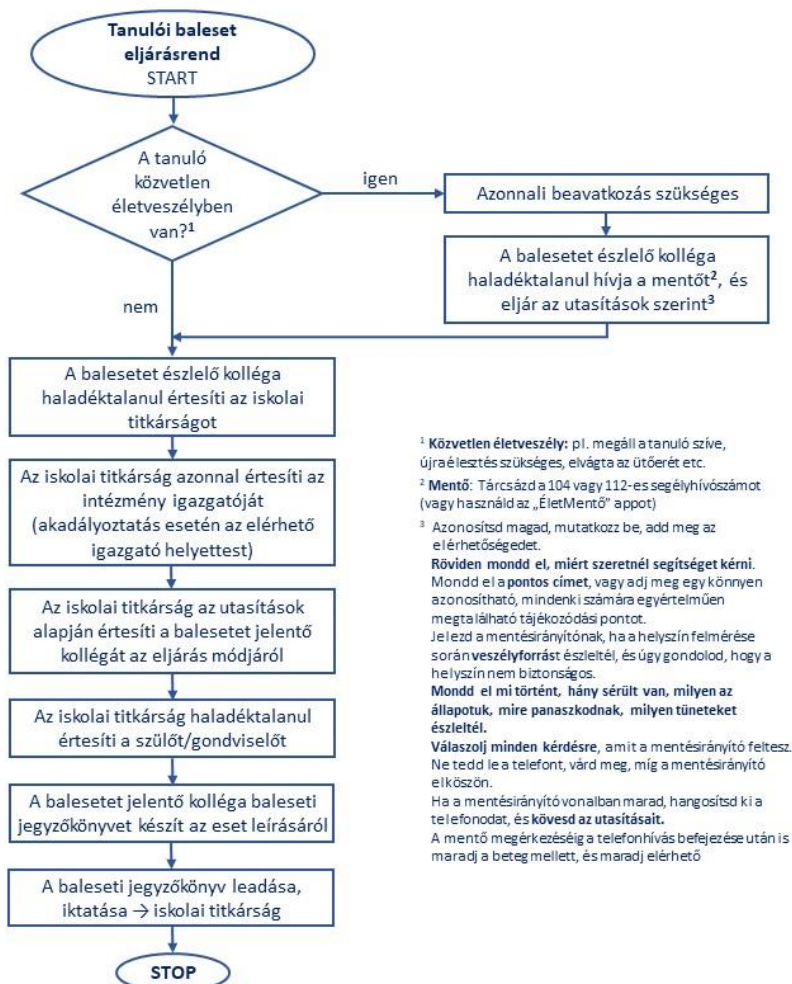 Tanulói baleset
eljárásrend
START
A tanuló
közvetlen
életveszélyben
van?¹
igen
nem
Azonnali beavatkozás szükséges
A balesetet észlelő kolléga
haladéktalanul hívja a mentőt², és
eljár az utasítások szerint³
A balesetet észlelő kolléga
haladéktalanul értesíti az iskolai
titkárságot
Az iskolai titkárság azonnal értesíti az
intézmény igazgatóját
(akadályoztatás esetén az elérhető
igazgató helyettest)
Az iskolai titkárság az utasítások
alapján értesíti a balesetet jelentő
kollégát az eljárás módjáról
Az iskolai titkárság haladéktalanul
értesíti a szülőt/gondviselőt
A balesetet jelentő kolléga baleseti
jegyzőkönyvet készít az eset leírásáról
A baleseti jegyzőkönyv leadása,
iktatása → iskolai titkárság
STOP
¹ Közvetlen életveszély: pl. megáll a tanuló szíve,
újraélesztés szükséges, elvágta az ütőerét etc.
² Mentő: Tárcsázd a 104 vagy 112-es segélyhívószámot
(vagy használd az „ÉletMentő” appot)
³ Azonosítsd magad, mutatkozz be, add meg az
elérhetőségedet.
Röviden mondd el, miért szeretnél segítséget kérni.
Mondd el a pontos címet, vagy adj meg egy könnyen
azonosítható, mindenki számára egyértelműen
megtalálható tájékozódási pontot.
Jelezd a mentésirányítónak, ha a helyszín felmérése
során veszélyforrást észleltél, és úgy gondolod, hogy a
helyszín nem biztonságos.
Mondd el mi történt, hány sérült van, milyen az
állapotuk, mire panaszkodnak, milyen tüneteket
észleltél.
Válaszolj minden kérdésre, amit a mentésirányító feltesz.
Ne tedd le a telefont, várd meg, míg a mentésirányító
elköszön.
Ha a mentésirányító vonalban marad, hangosítsd ki a
telefonodat, és kövesd az utasításait.
A mentő megérkezéséig a telefonhívás befejezése után is
maradj a beteg mellett, és maradj elérhető